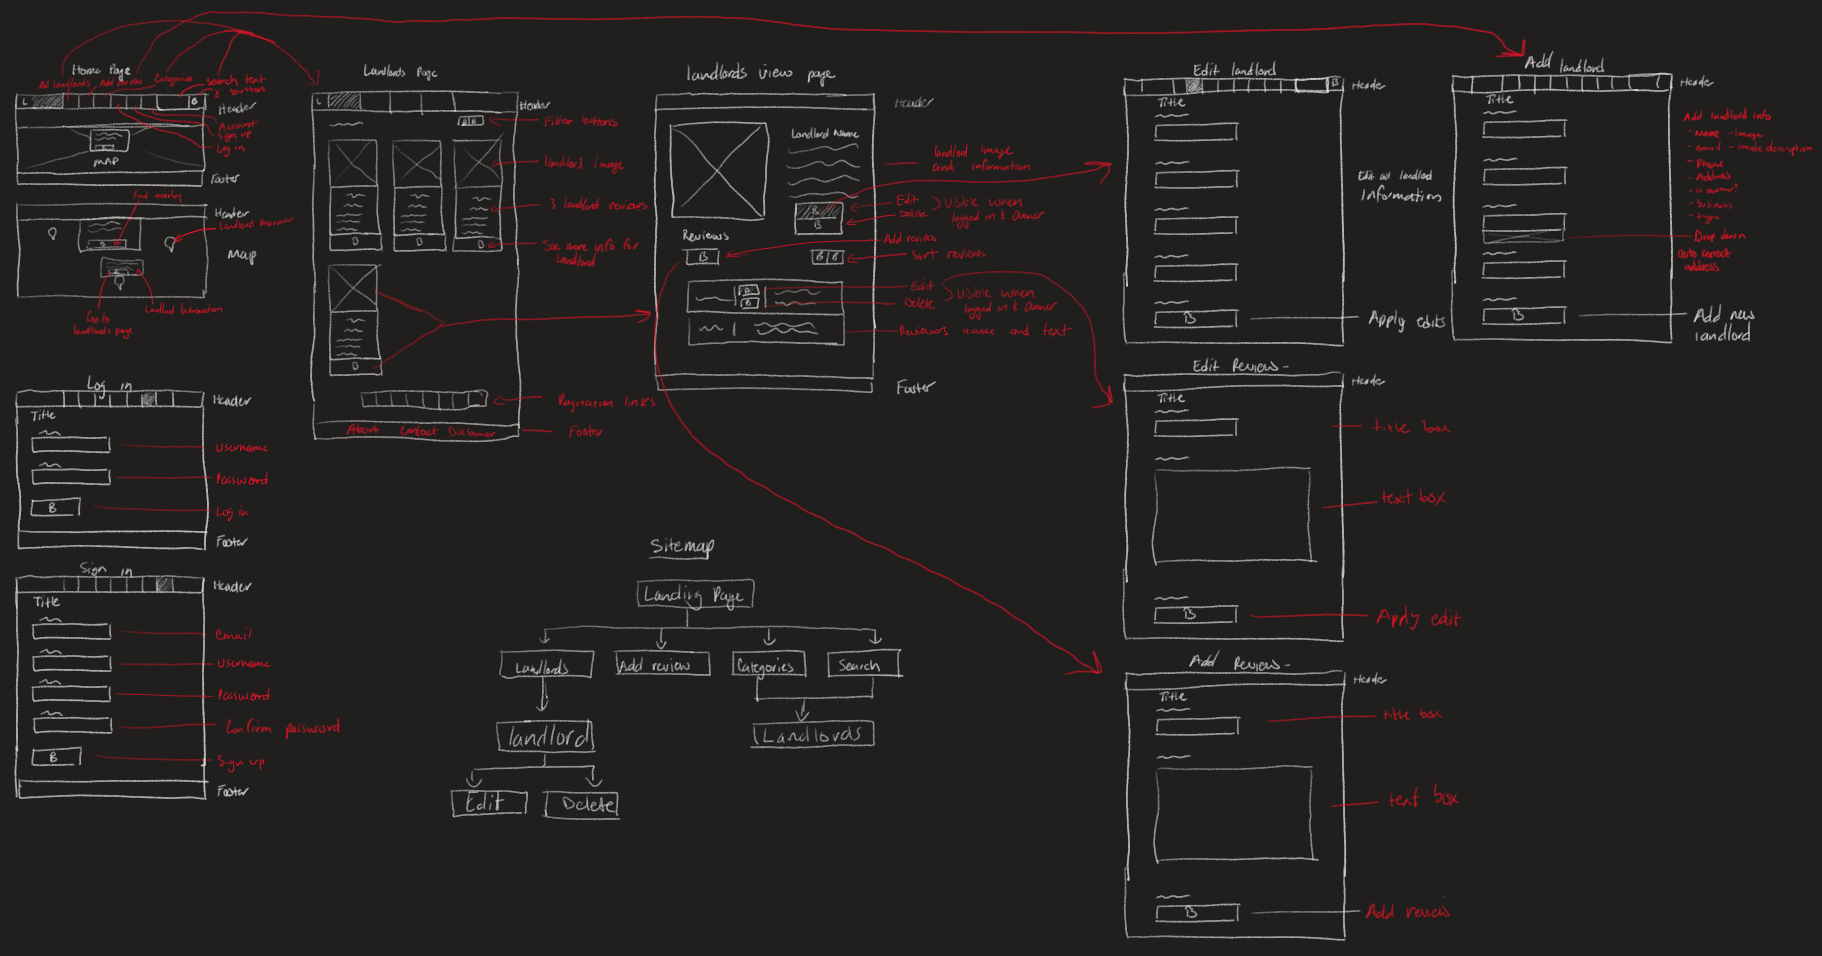 Home Page
All landlords Add review Categories Search text
& button
L
B
Header
Account
Sign up
Log in
MAP
Footer
Find nearby
Header
Landlord marker
B
Map
Go to
landlords page
Landlord Information
Log in
Header
Title
Username
Password
B
Log in
Footer
Sign in
Header
Title
email
Username
Password
Confirm password
B
Sign up
Footer
Landlords Page
L
Header
B B
Filter buttons
landlord image
3 landlord reviews
B
B
B
See more info for
landlord
B
Pagination links
About Contact Disclaimer
Footer
landlords view page
Header
Landlord Name
landlord image
and information
B
B
Edit
Delete
Visible when
logged in & owner
Reviews
B
Add reviews
B B
Sort reviews
B
B
Edit
Delete
Visible when
logged in & owner
Reviewers name and text
Footer
Sitemap
Landing Page
Landlords
Add review
Categories
Search
landlord
Landlords
Edit
Delete
Edit landlord
B
Header
Title
Edit all landlord
information
B
Apply edits
Add landlord
Header
Title
Add landlord info
- Name - image
- email - image description
- Phone
- Address
- is owner?
- business
- type
Drop down
auto correct
address
B
Add new
landlord
Edit Reviews -
Header
Title
title box
text box
B
Apply edit
Add Reviews -
Header
Title
title box
text box
B
Add reviews